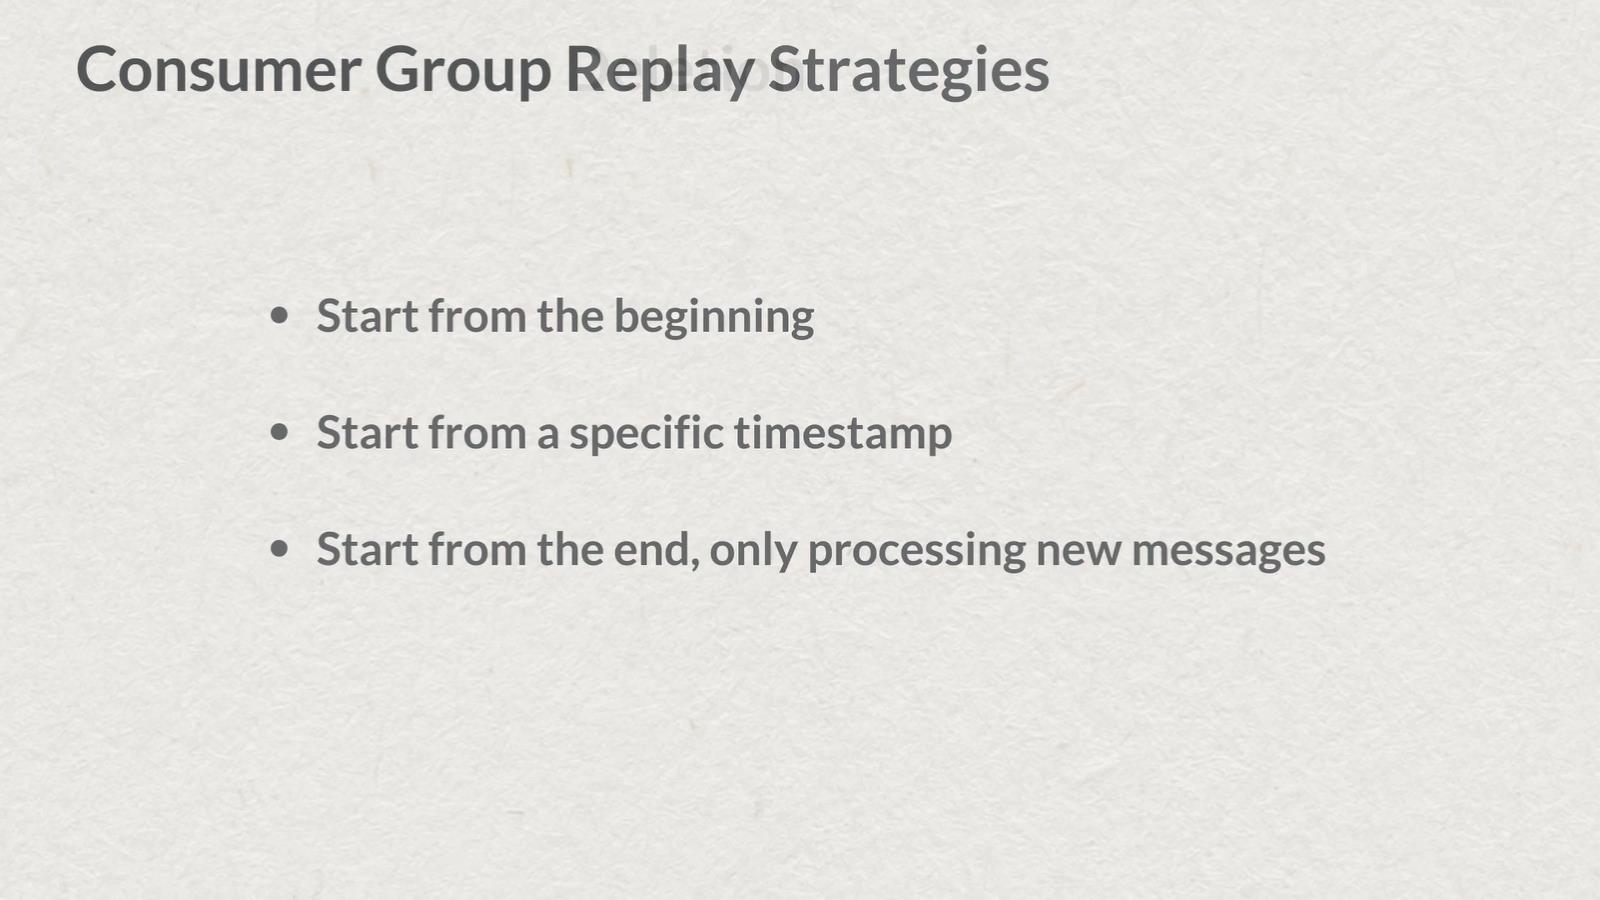 Consumer Group Replay Strategies
• Start from the beginning
• Start from a specific timestamp
• Start from the end, only processing new messages